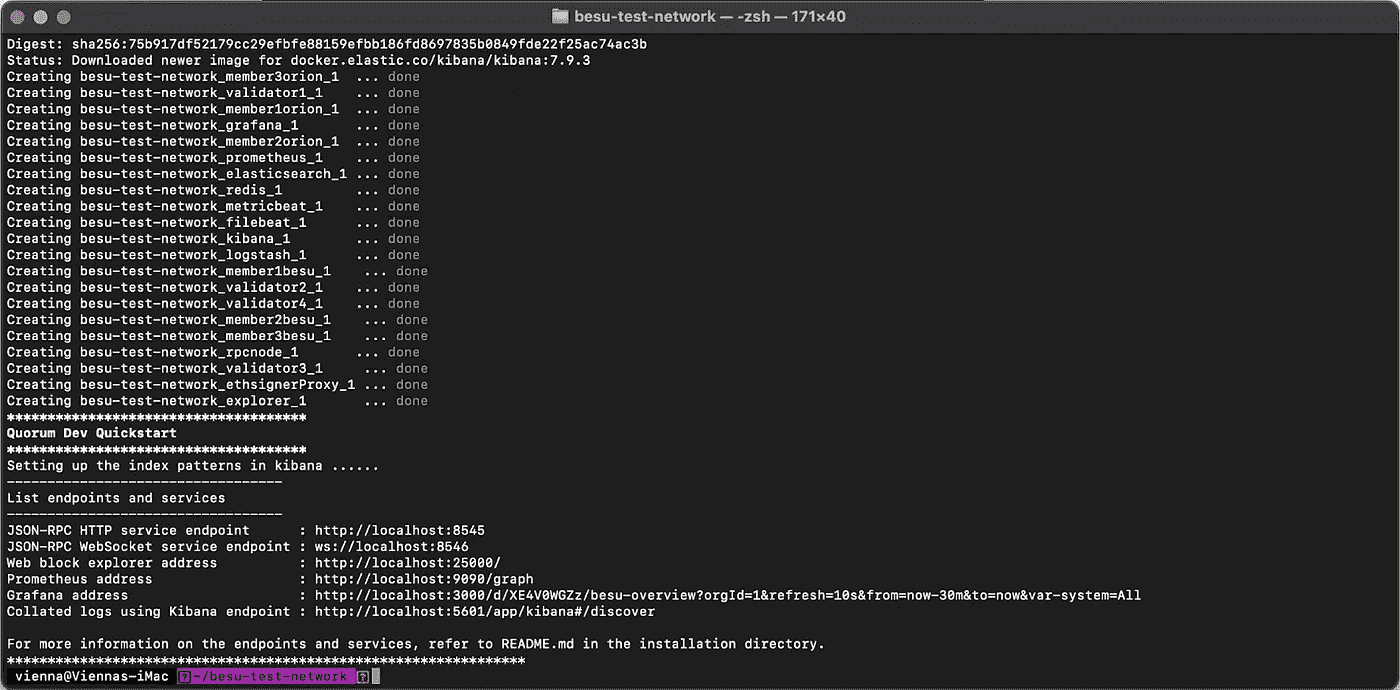 besu-test-network — -zsh — 171×40
Digest: sha256:75b917df52179cc29efbfe88159efbb186fd8697835b0849fde22f25ac74ac3b
Status: Downloaded newer image for docker.elastic.co/kibana/kibana:7.9.3
Creating besu-test-network_member3orion_1  ... done
Creating besu-test-network_validator1_1    ... done
Creating besu-test-network_member1orion_1  ... done
Creating besu-test-network_grafana_1       ... done
Creating besu-test-network_member2orion_1  ... done
Creating besu-test-network_prometheus_1    ... done
Creating besu-test-network_elasticsearch_1 ... done
Creating besu-test-network_redis_1         ... done
Creating besu-test-network_metricbeat_1    ... done
Creating besu-test-network_filebeat_1      ... done
Creating besu-test-network_kibana_1        ... done
Creating besu-test-network_logstash_1      ... done
Creating besu-test-network_member1besu_1    ... done
Creating besu-test-network_validator2_1    ... done
Creating besu-test-network_validator4_1    ... done
Creating besu-test-network_member2besu_1    ... done
Creating besu-test-network_member3besu_1    ... done
Creating besu-test-network_rpcnode_1       ... done
Creating besu-test-network_validator3_1     ... done
Creating besu-test-network_ethsignerProxy_1 ... done
Creating besu-test-network_explorer_1       ... done
*************************************
Quorum Dev Quickstart
*************************************
Setting up the index patterns in kibana ......
----------------------------------
List endpoints and services
----------------------------------
JSON-RPC HTTP service endpoint      : http://localhost:8545
JSON-RPC WebSocket service endpoint : ws://localhost:8546
Web block explorer address          : http://localhost:25000/
Prometheus address                  : http://localhost:9090/graph
Grafana address                     : http://localhost:3000/d/XE4V0WGZz/besu-overview?orgId=1&refresh=10s&from=now-30m&to=now&var-system=All
Collated logs using Kibana endpoint : http://localhost:5601/app/kibana#/discover
For more information on the endpoints and services, refer to README.md in the installation directory.
****************************************************************
vienna@Viennas-iMac ? ~/besu-test-network ?